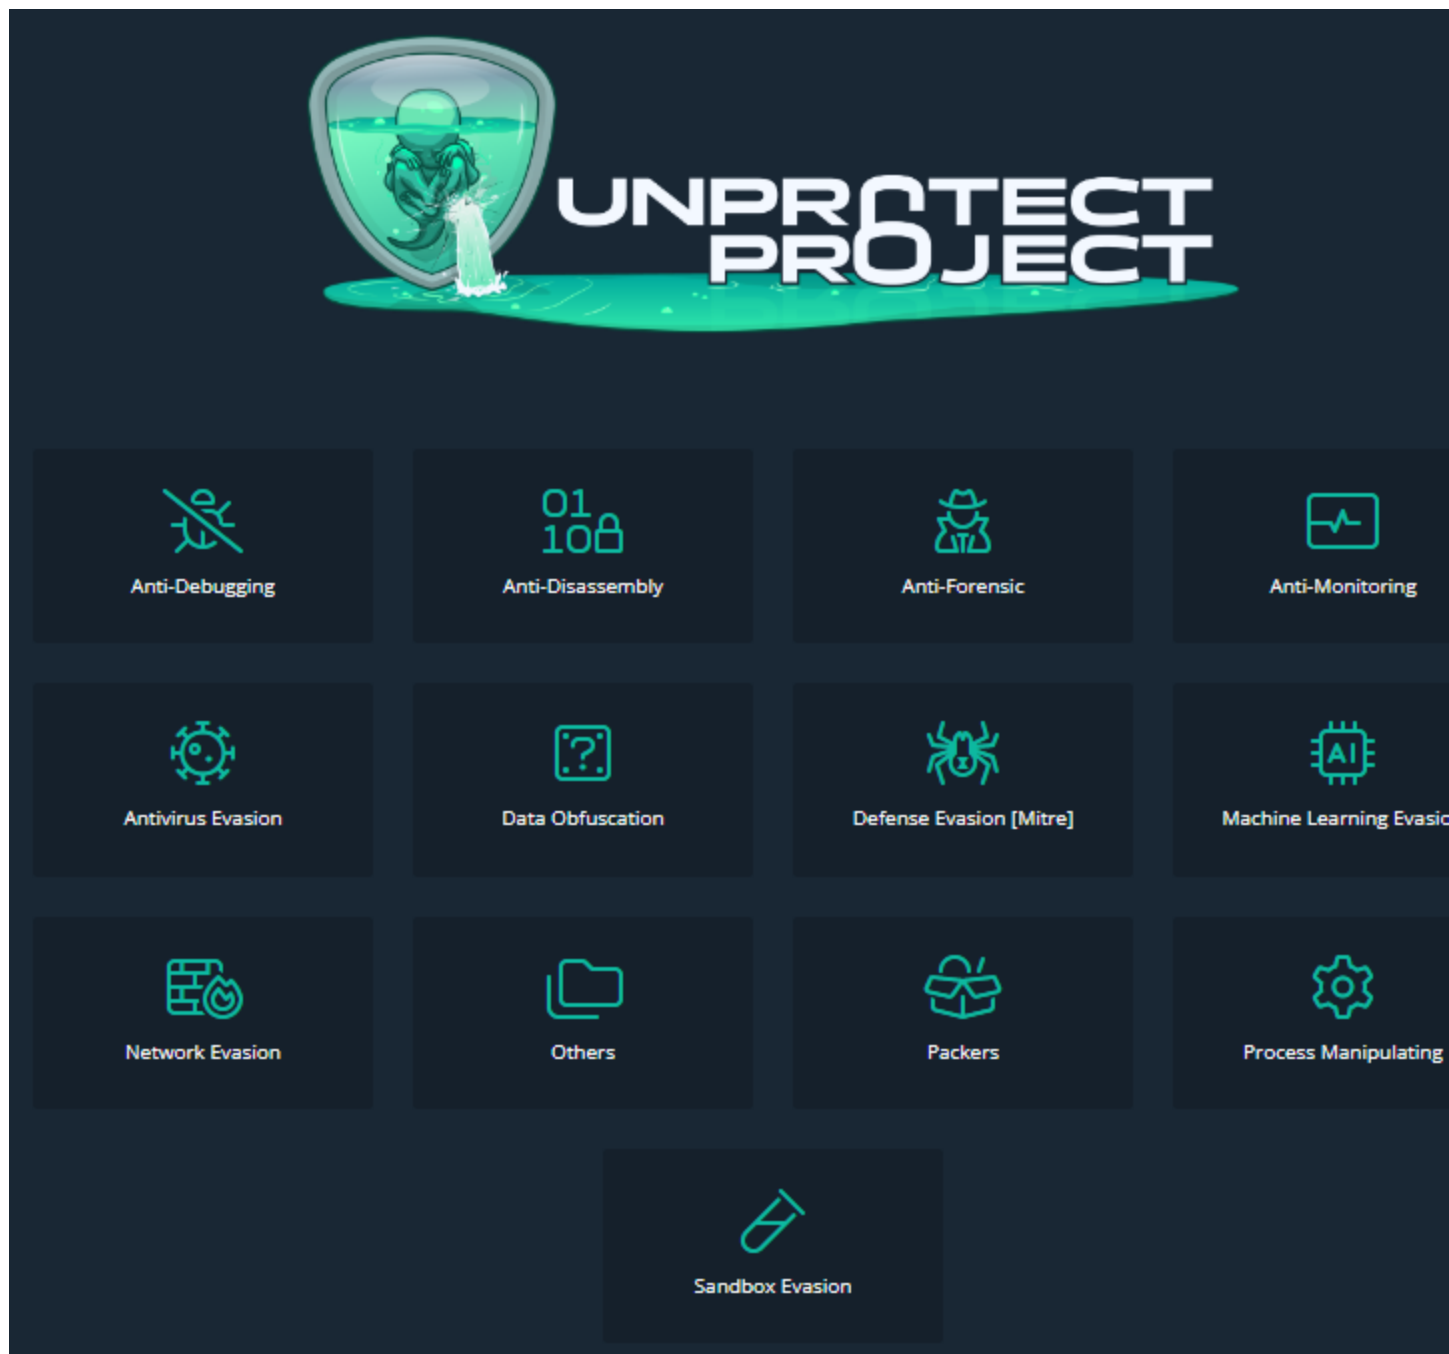 UNPROTECT
PROJECT
Anti-Debugging
Anti-Disassembly
Anti-Forensic
Anti-Monitoring
Antivirus Evasion
Data Obfuscation
Defense Evasion [Mitre]
Machine Learning Evasio
Network Evasion
Others
Packers
Process Manipulating
Sandbox Evasion